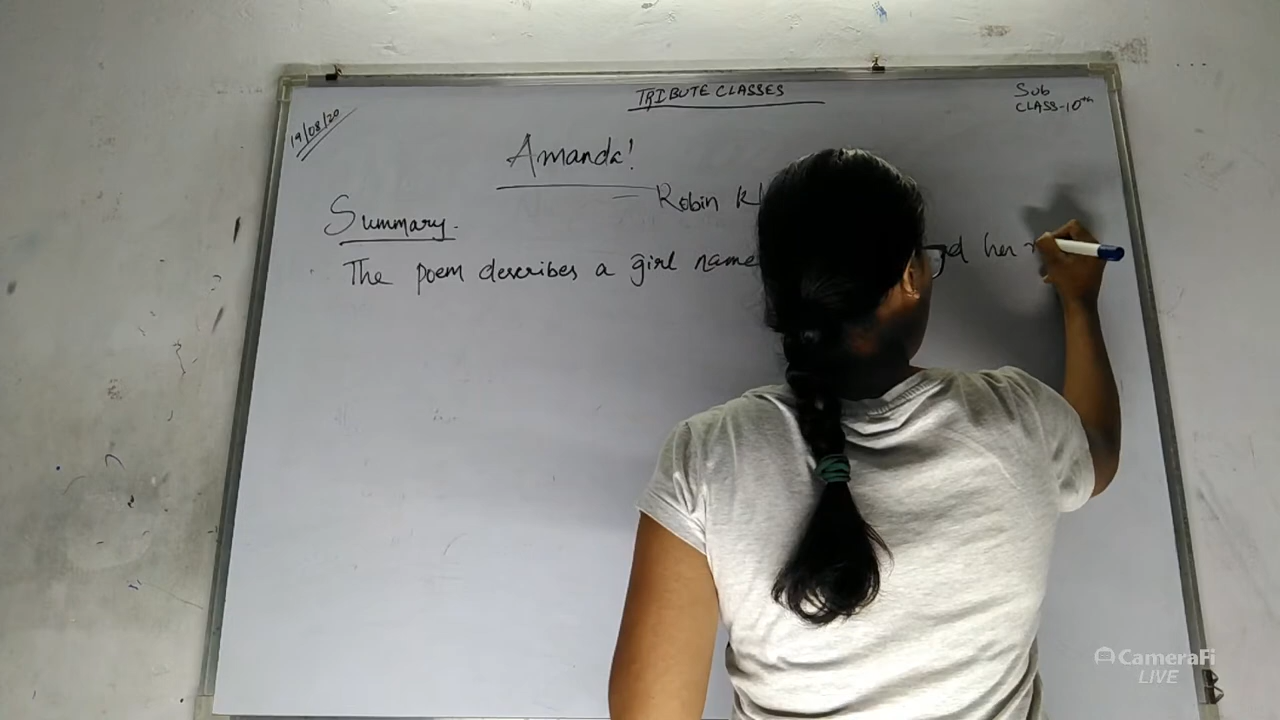 TRIBUTE CLASSES
Sub
CLASS-10th
19/08/20
Amanda!
— Robin Kl
Summary.
The poem describes a girl name her
CameraFi
LIVE